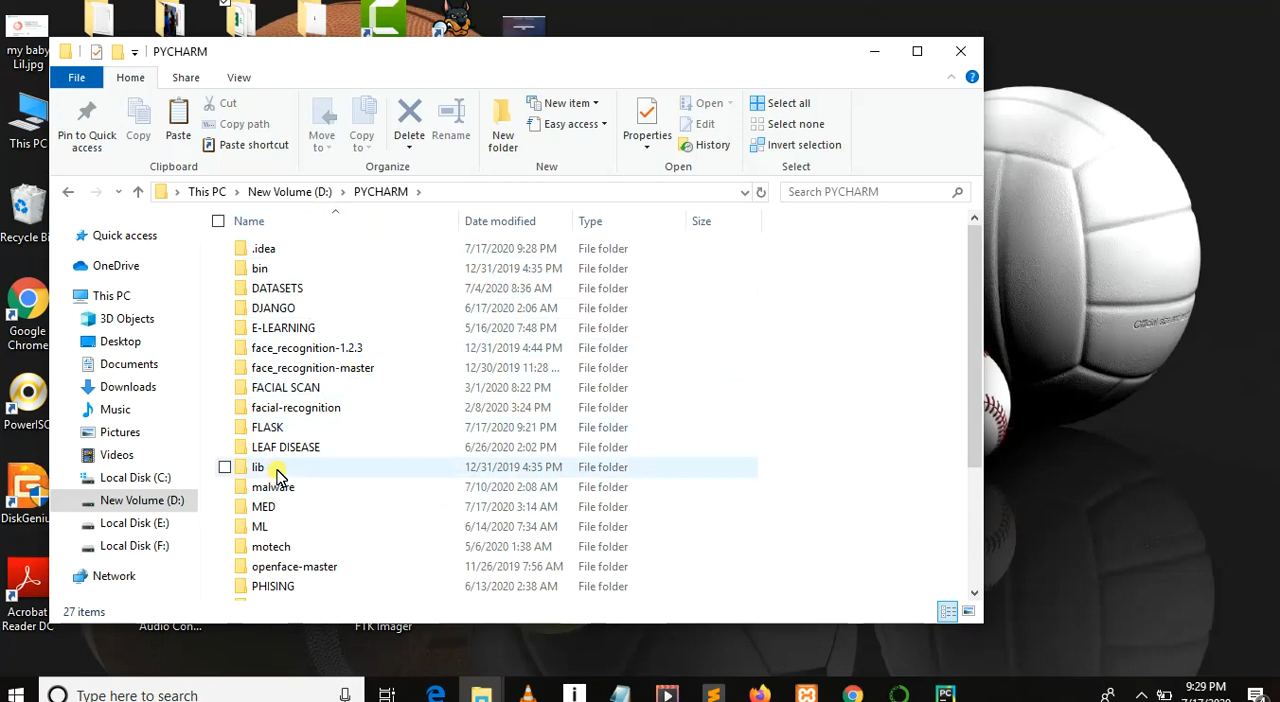 my baby
Lil.jpg
This PC
Recycle Bi
Google
Chrome
PowerISC
DiskGeniu
Acrobat
Reader DC
Audio Con...
FTK Imager
PYCHARM
File
Home
Share
View
Pin to Quick
access
Copy
Paste
Cut
Copy path
Paste shortcut
Clipboard
Move
to
Copy
to
Delete
Rename
Organize
New
folder
New item
Easy access
New
Properties
Open
Edit
History
Open
Select all
Select none
Invert selection
Select
This PC > New Volume (D:) > PYCHARM >
Search PYCHARM
Quick access
OneDrive
This PC
3D Objects
Desktop
Documents
Downloads
Music
Pictures
Videos
Local Disk (C:)
New Volume (D:)
Local Disk (E:)
Local Disk (F:)
Network
Name Date modified Type Size
.idea 7/17/2020 9:28 PM File folder
bin 12/31/2019 4:35 PM File folder
DATASETS 7/4/2020 8:36 AM File folder
DJANGO 6/17/2020 2:06 AM File folder
E-LEARNING 5/16/2020 7:48 PM File folder
face_recognition-1.2.3 12/31/2019 4:44 PM File folder
face_recognition-master 12/30/2019 11:28 ... File folder
FACIAL SCAN 3/1/2020 8:22 PM File folder
facial-recognition 2/8/2020 3:24 PM File folder
FLASK 7/17/2020 9:21 PM File folder
LEAF DISEASE 6/26/2020 2:02 PM File folder
lib 12/31/2019 4:35 PM File folder
malware 7/10/2020 2:08 AM File folder
MED 7/17/2020 3:14 AM File folder
ML 6/14/2020 7:34 AM File folder
motech 5/6/2020 1:38 AM File folder
openface-master 11/26/2019 7:56 AM File folder
PHISING 6/13/2020 2:38 AM File folder
27 items
Type here to search
PC
9:29 PM
7/17/2020